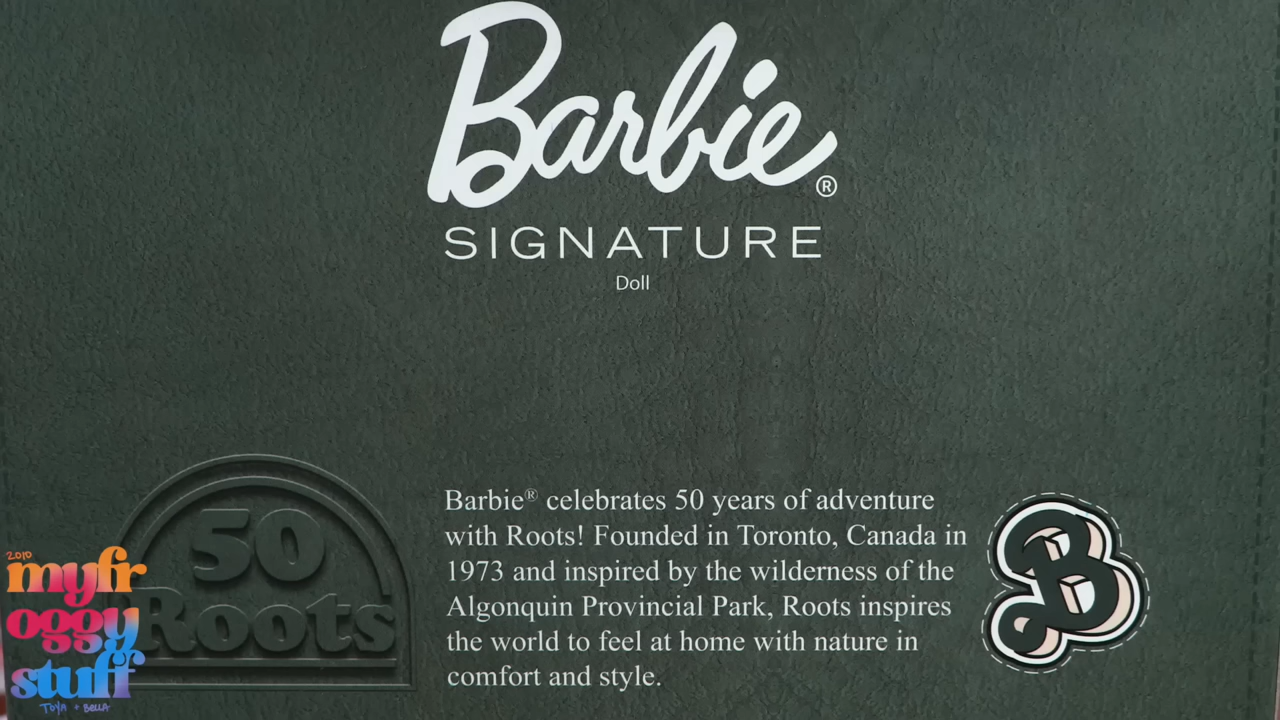 Barbie®
SIGNATURE
Doll
50
Roots
Barbie® celebrates 50 years of adventure
with Roots! Founded in Toronto, Canada in
1973 and inspired by the wilderness of the
Algonquin Provincial Park, Roots inspires
the world to feel at home with nature in
comfort and style.
B
2010
myfr
oggy
stuff
TOYA + BELLA